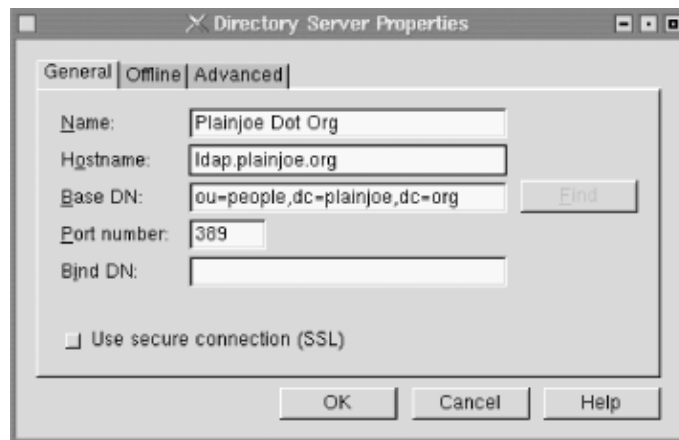 Directory Server Properties
General Offline Advanced
Name: Plainjoe Dot Org
Hostname: ldap.plainjoe.org
Base DN: ou=people,dc=plainjoe,dc=org Find
Port number: 389
Bind DN:
Use secure connection (SSL)
OK Cancel Help